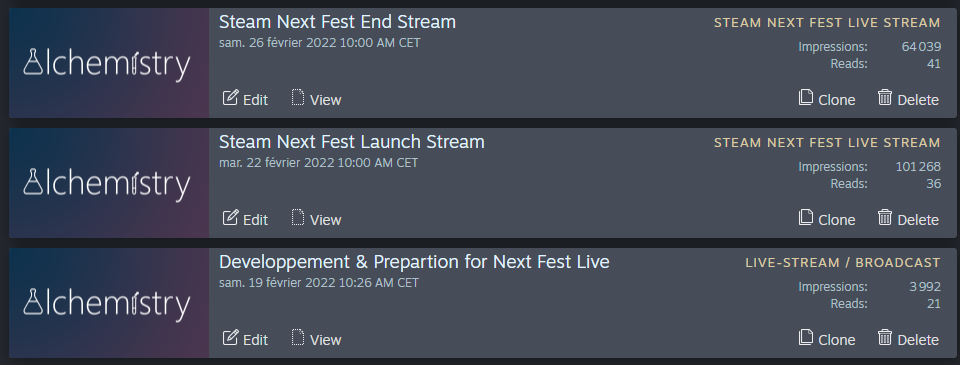 Alchemistry
Steam Next Fest End Stream
sam. 26 février 2022 10:00 AM CET
Edit View
STEAM NEXT FEST LIVE STREAM
Impressions: 64 039
Reads: 41
Clone Delete
Alchemistry
Steam Next Fest Launch Stream
mar. 22 février 2022 10:00 AM CET
Edit View
STEAM NEXT FEST LIVE STREAM
Impressions: 101 268
Reads: 36
Clone Delete
Alchemistry
Developpement & Prepartion for Next Fest Live
sam. 19 février 2022 10:26 AM CET
Edit View
LIVE-STREAM / BROADCAST
Impressions: 3 992
Reads: 21
Clone Delete